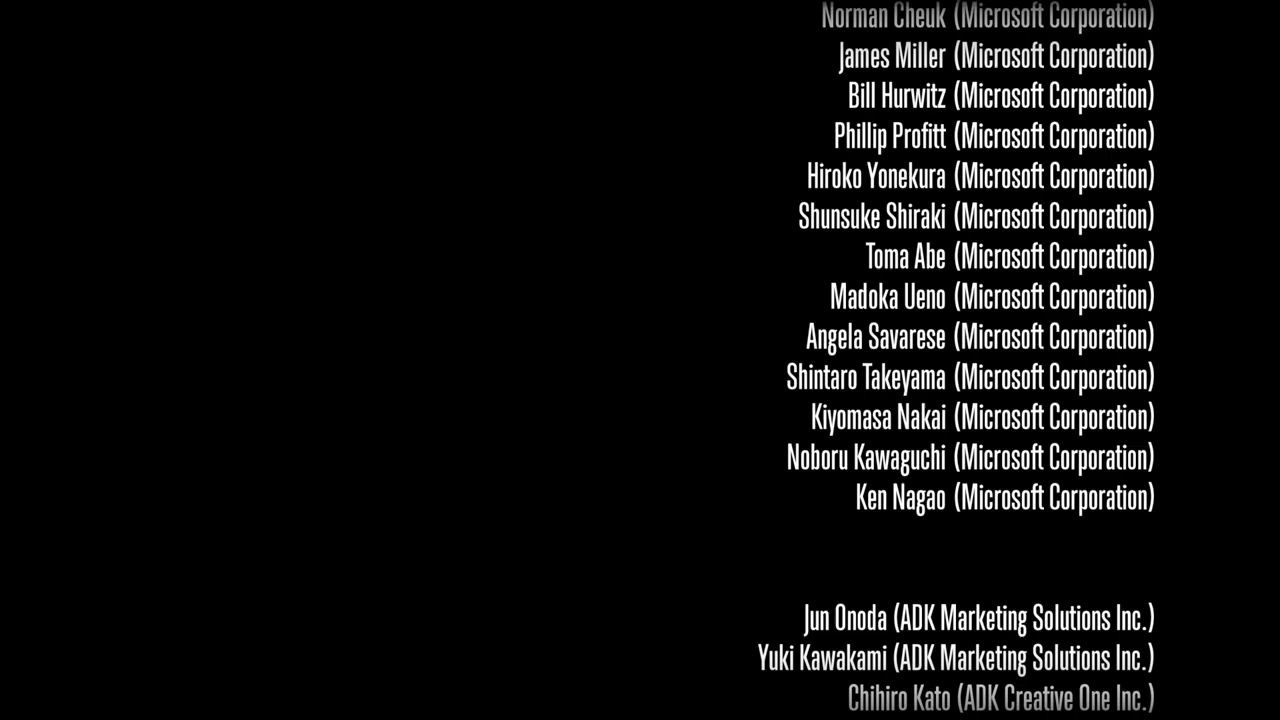 Norman Cheuk (Microsoft Corporation)
James Miller (Microsoft Corporation)
Bill Hurwitz (Microsoft Corporation)
Phillip Profitt (Microsoft Corporation)
Hiroko Yonekura (Microsoft Corporation)
Shunsuke Shiraki (Microsoft Corporation)
Toma Abe (Microsoft Corporation)
Madoka Ueno (Microsoft Corporation)
Angela Savarese (Microsoft Corporation)
Shintaro Takeyama (Microsoft Corporation)
Kiyomasa Nakai (Microsoft Corporation)
Noboru Kawaguchi (Microsoft Corporation)
Ken Nagao (Microsoft Corporation)
Jun Onoda (ADK Marketing Solutions Inc.)
Yuki Kawakami (ADK Marketing Solutions Inc.)
Chihiro Kato (ADK Creative One Inc.)